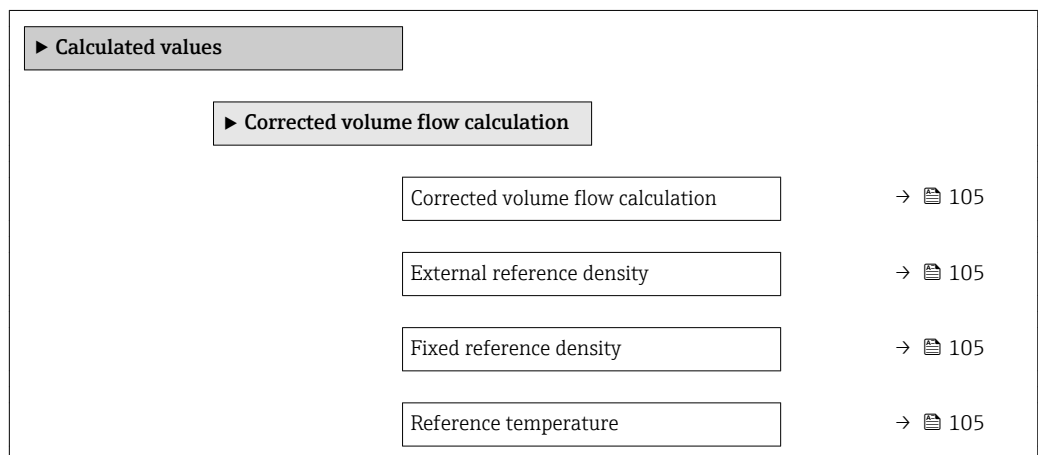 ▶ Calculated values
▶ Corrected volume flow calculation
Corrected volume flow calculation → 105
External reference density → 105
Fixed reference density → 105
Reference temperature → 105